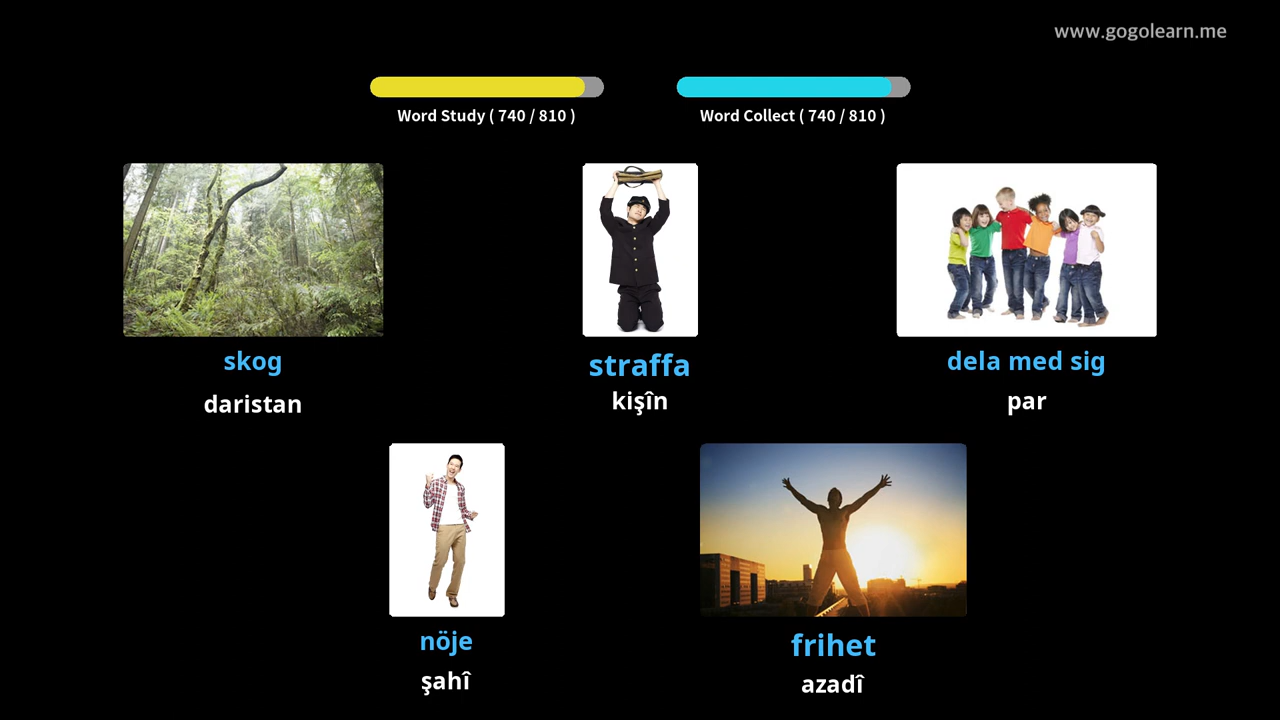 www.gogolearn.me
Word Study ( 740 / 810 )
Word Collect ( 740 / 810 )
skog
straffa
dela med sig
daristan
kişîn
par
nöje
frihet
şahî
azadî